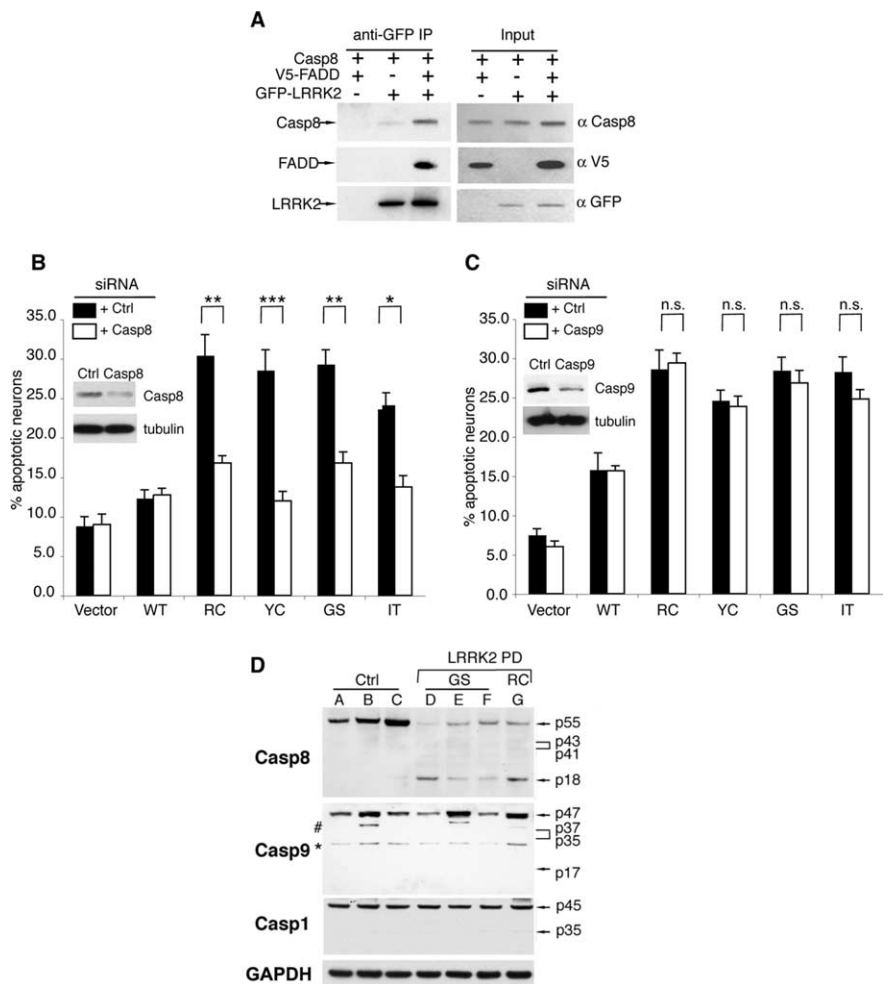 A
anti-GFP IP Input
Casp8 + + + + + +
V5-FADD + - + + - +
GFP-LRRK2 - + + - + +
Casp8 α Casp8
FADD α V5
LRRK2 α GFP
B
siRNA
+ Ctrl
+ Casp8
** *** ** *
Ctrl Casp8
Casp8
tubulin
% apoptotic neurons
35.0
30.0
25.0
20.0
15.0
10.0
5.0
0.0
Vector WT RC YC GS IT
C
siRNA
+ Ctrl
+ Casp9
n.s. n.s. n.s. n.s.
Ctrl Casp9
Casp9
tubulin
% apoptotic neurons
35.0
30.0
25.0
20.0
15.0
10.0
5.0
0.0
Vector WT RC YC GS IT
D
LRRK2 PD
Ctrl GS RC
A B C D E F G
Casp8
p55
p43
p41
p18
Casp9
#
*
p47
p37
p35
p17
Casp1
p45
p35
GAPDH